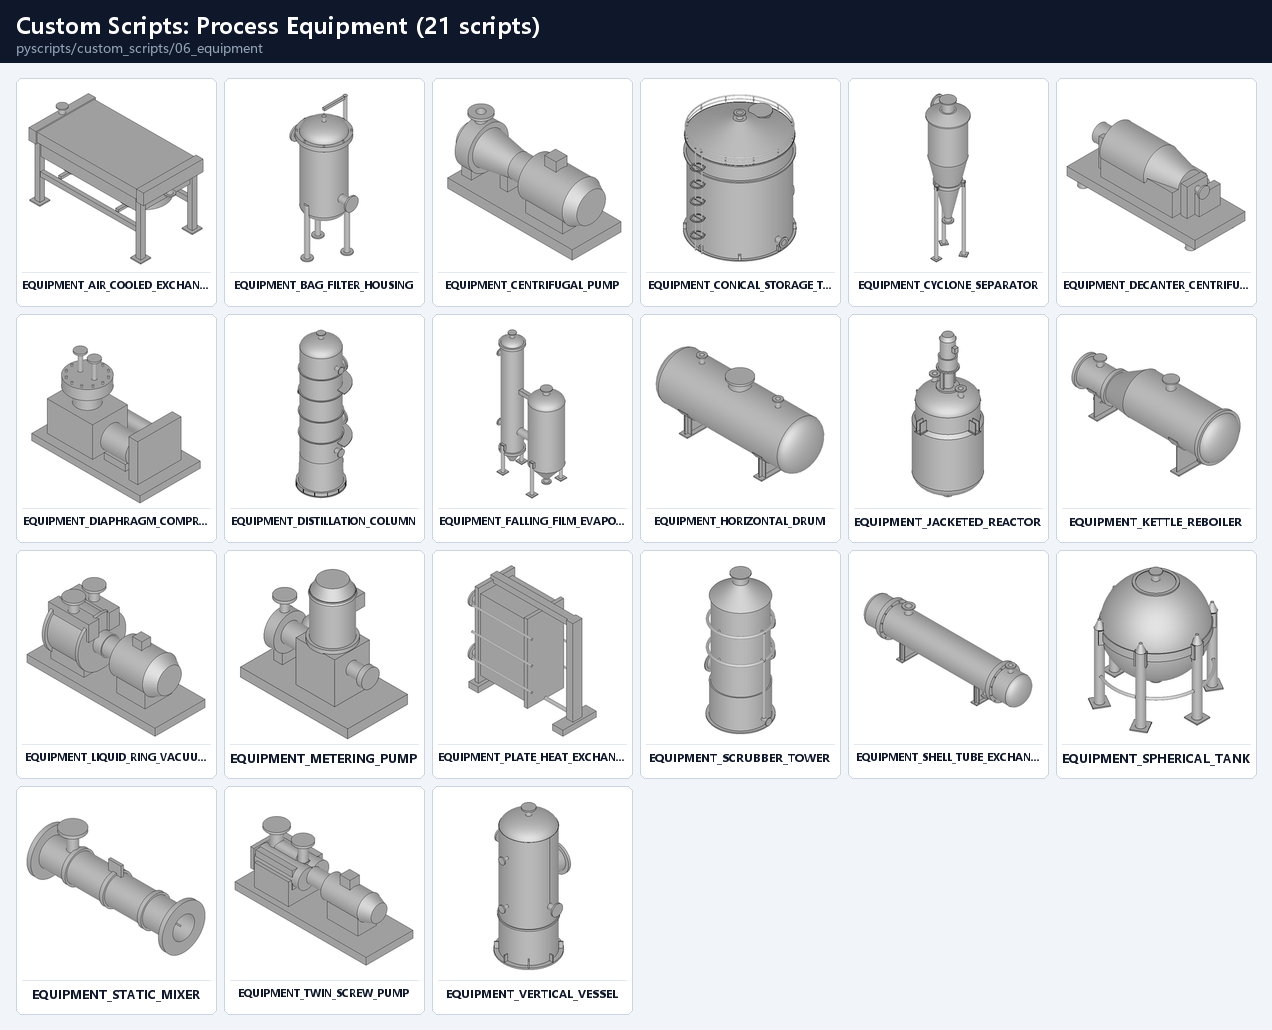 Custom Scripts: Process Equipment (21 scripts)
pyscripts/custom_scripts/06_equipment
EQUIPMENT_AIR_COOLED_EXCHAN...
EQUIPMENT_BAG_FILTER_HOUSING
EQUIPMENT_CENTRIFUGAL_PUMP
EQUIPMENT_CONICAL_STORAGE_T...
EQUIPMENT_CYCLONE_SEPARATOR
EQUIPMENT_DECANTER_CENTRIFU...
EQUIPMENT_DIAPHRAGM_COMPR...
EQUIPMENT_DISTILLATION_COLUMN
EQUIPMENT_FALLING_FILM_EVAPO...
EQUIPMENT_HORIZONTAL_DRUM
EQUIPMENT_JACKETED_REACTOR
EQUIPMENT_KETTLE_REBOILER
EQUIPMENT_LIQUID_RING_VACUU...
EQUIPMENT_METERING_PUMP
EQUIPMENT_PLATE_HEAT_EXCHAN...
EQUIPMENT_SCRUBBER_TOWER
EQUIPMENT_SHELL_TUBE_EXCHAN...
EQUIPMENT_SPHERICAL_TANK
EQUIPMENT_STATIC_MIXER
EQUIPMENT_TWIN_SCREW_PUMP
EQUIPMENT_VERTICAL_VESSEL